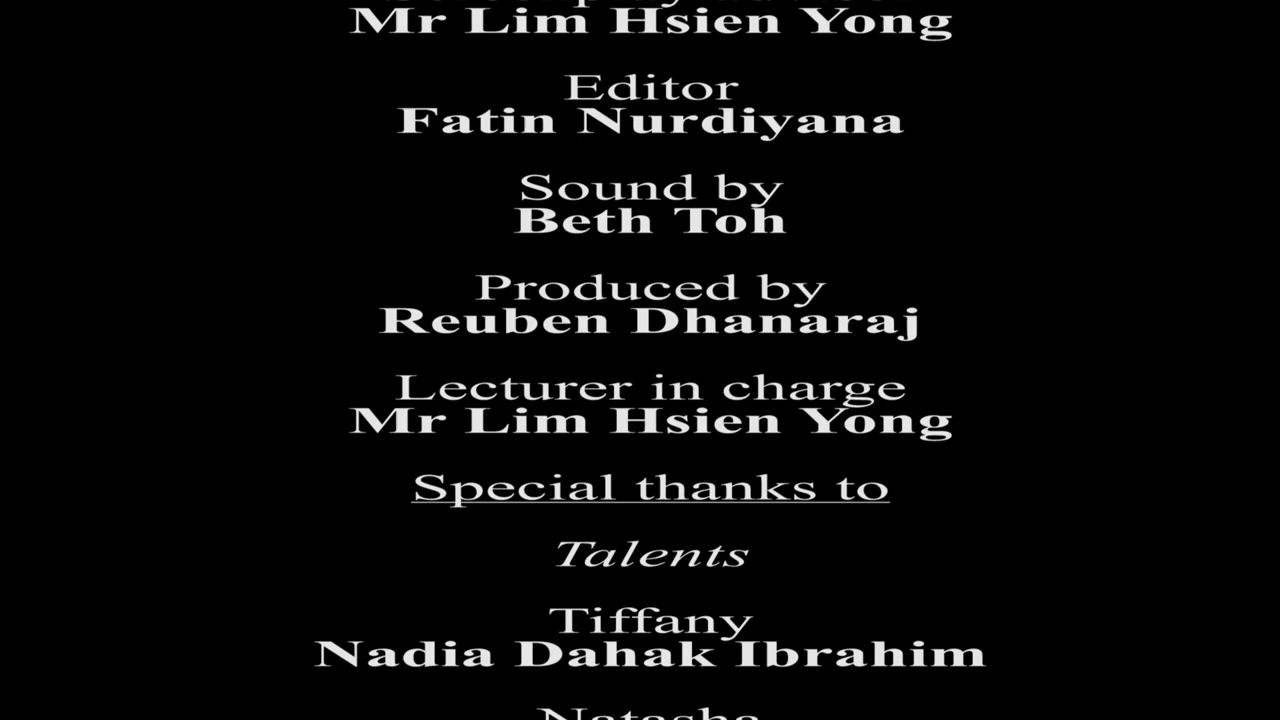 Mr Lim Hsien Yong
Editor
Fatin Nurdiyana
Sound by
Beth Toh
Produced by
Reuben Dhanaraj
Lecturer in charge
Mr Lim Hsien Yong
Special thanks to
Talents
Tiffany
Nadia Dahak Ibrahim
Natasha